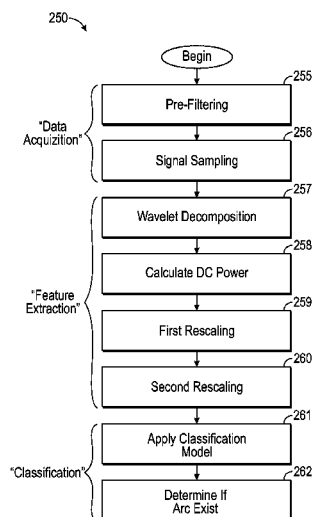 250
Begin
255
Pre-Filtering
"Data
Acquizition"
256
Signal Sampling
257
Wavelet Decomposition
258
Calculate DC Power
"Feature
Extraction"
259
First Rescaling
260
Second Rescaling
261
Apply Classification
Model
"Classification"
262
Determine If
Arc Exist